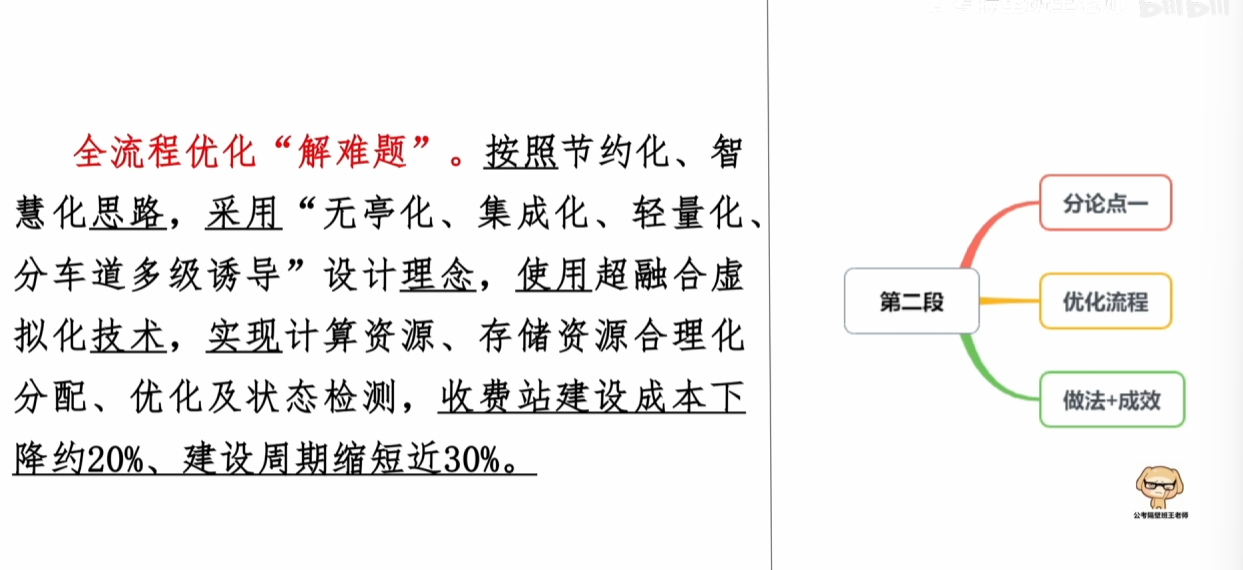 全流程优化“解难题”。按照节约化、智
慧化思路，采用“无亭化、集成化、轻量化、
分车道多级诱导”设计理念，使用超融合虚
拟化技术，实现计算资源、存储资源合理化
分配、优化及状态检测，收费站建设成本下
降约20%、建设周期缩短近30%。
分论点一
第二段
优化流程
做法+成效
公考隔壁班王老师
bilibili